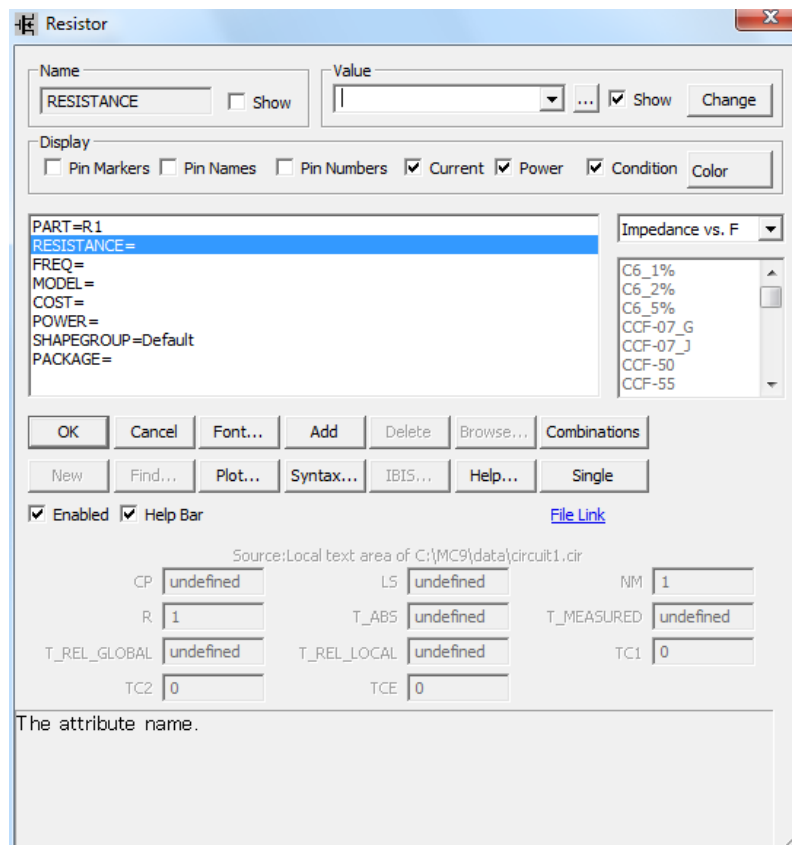 Resistor
Name
Value
RESISTANCE
Show
...
Show
Change
Display
Pin Markers
Pin Names
Pin Numbers
Current
Power
Condition
Color
PART=R1
RESISTANCE=
FREQ=
MODEL=
COST=
POWER=
SHAPEGROUP=Default
PACKAGE=
Impedance vs. F
C6_1%
C6_2%
C6_5%
CCF-07_G
CCF-07_J
CCF-50
CCF-55
OK
Cancel
Font...
Add
Delete
Browse...
Combinations
New
Find...
Plot...
Syntax...
IBIS...
Help...
Single
Enabled
Help Bar
File Link
Source:Local text area of C:\MC9\data\circuit1.cir
CP undefined
LS undefined
NM 1
R 1
T_ABS undefined
T_MEASURED undefined
T_REL_GLOBAL undefined
T_REL_LOCAL undefined
TC1 0
TC2 0
TCE 0
The attribute name.